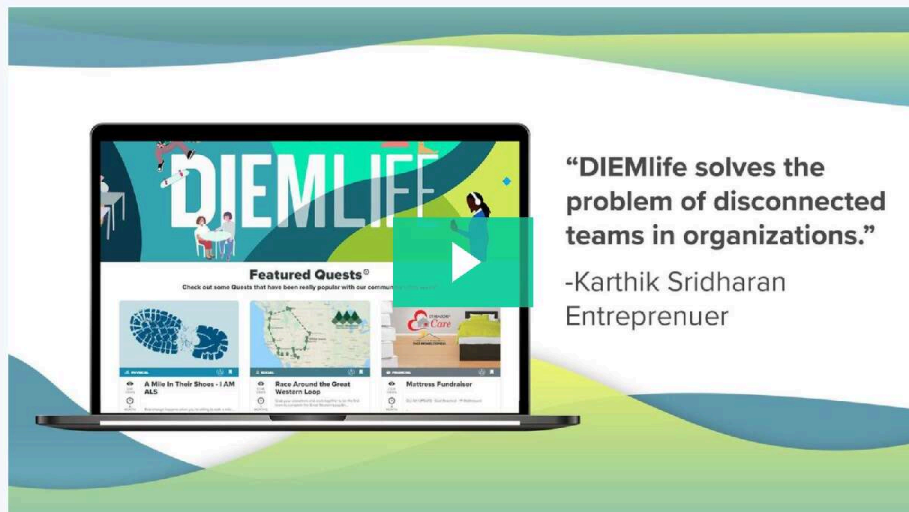 DIEMLIFE
Featured Quests®
Check out some Quests that have been really popular with our
A Mile In Their Shoes - I AM
ALS
Race Around the Great
Western Loop
Mattress Fundraiser
Care
“DIEMlife solves the
problem of disconnected
teams in organizations.”
-Karthik Sridharan
Entreprenuer